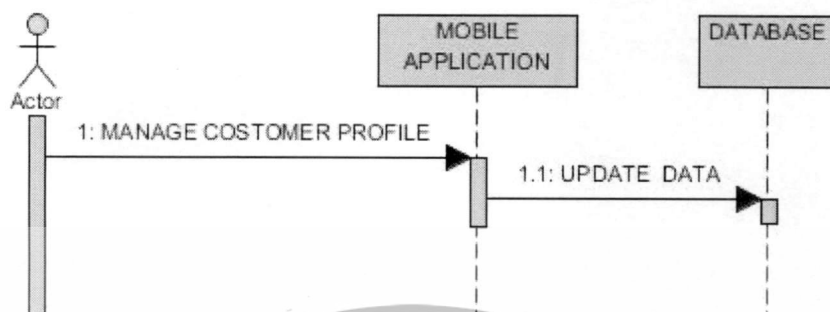 MOBILE
APPLICATION
DATABASE
Actor
1: MANAGE COSTOMER PROFILE
1.1: UPDATE DATA